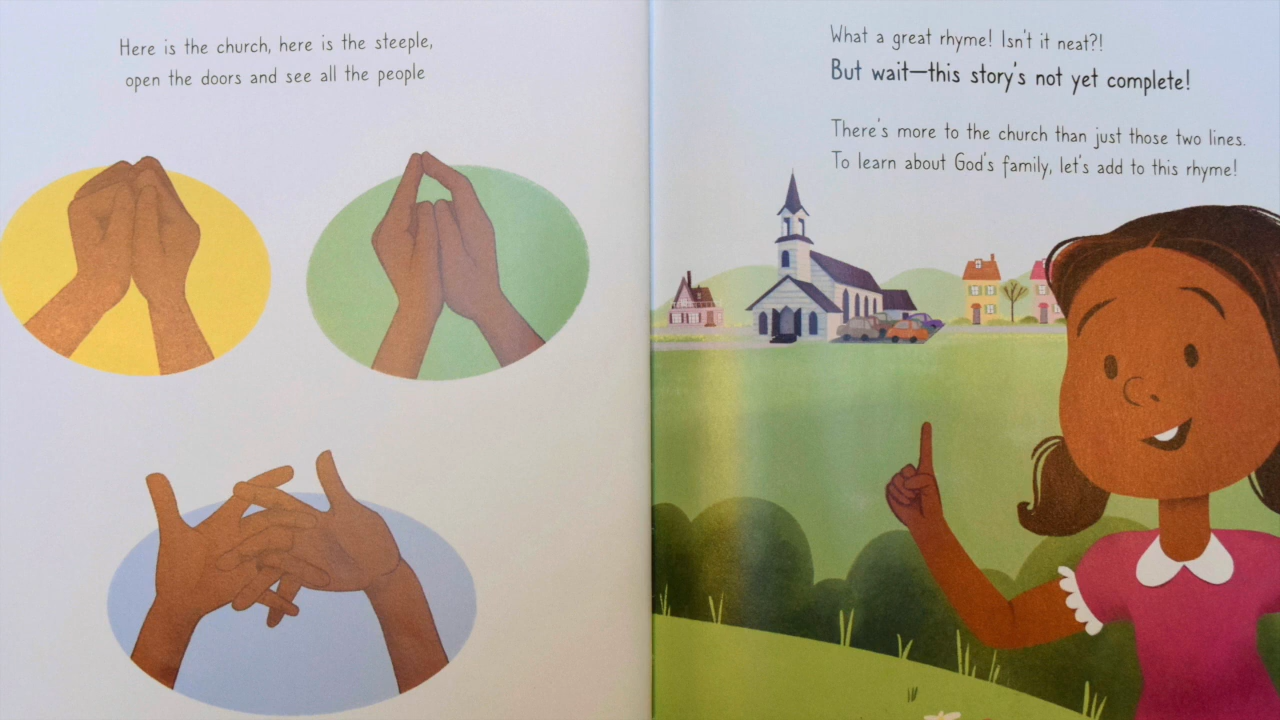 Here is the church, here is the steeple,
open the doors and see all the people
What a great rhyme! Isn't it neat?!
But wait—this story's not yet complete!
There's more to the church than just those two lines.
To learn about God's family, let's add to this rhyme!